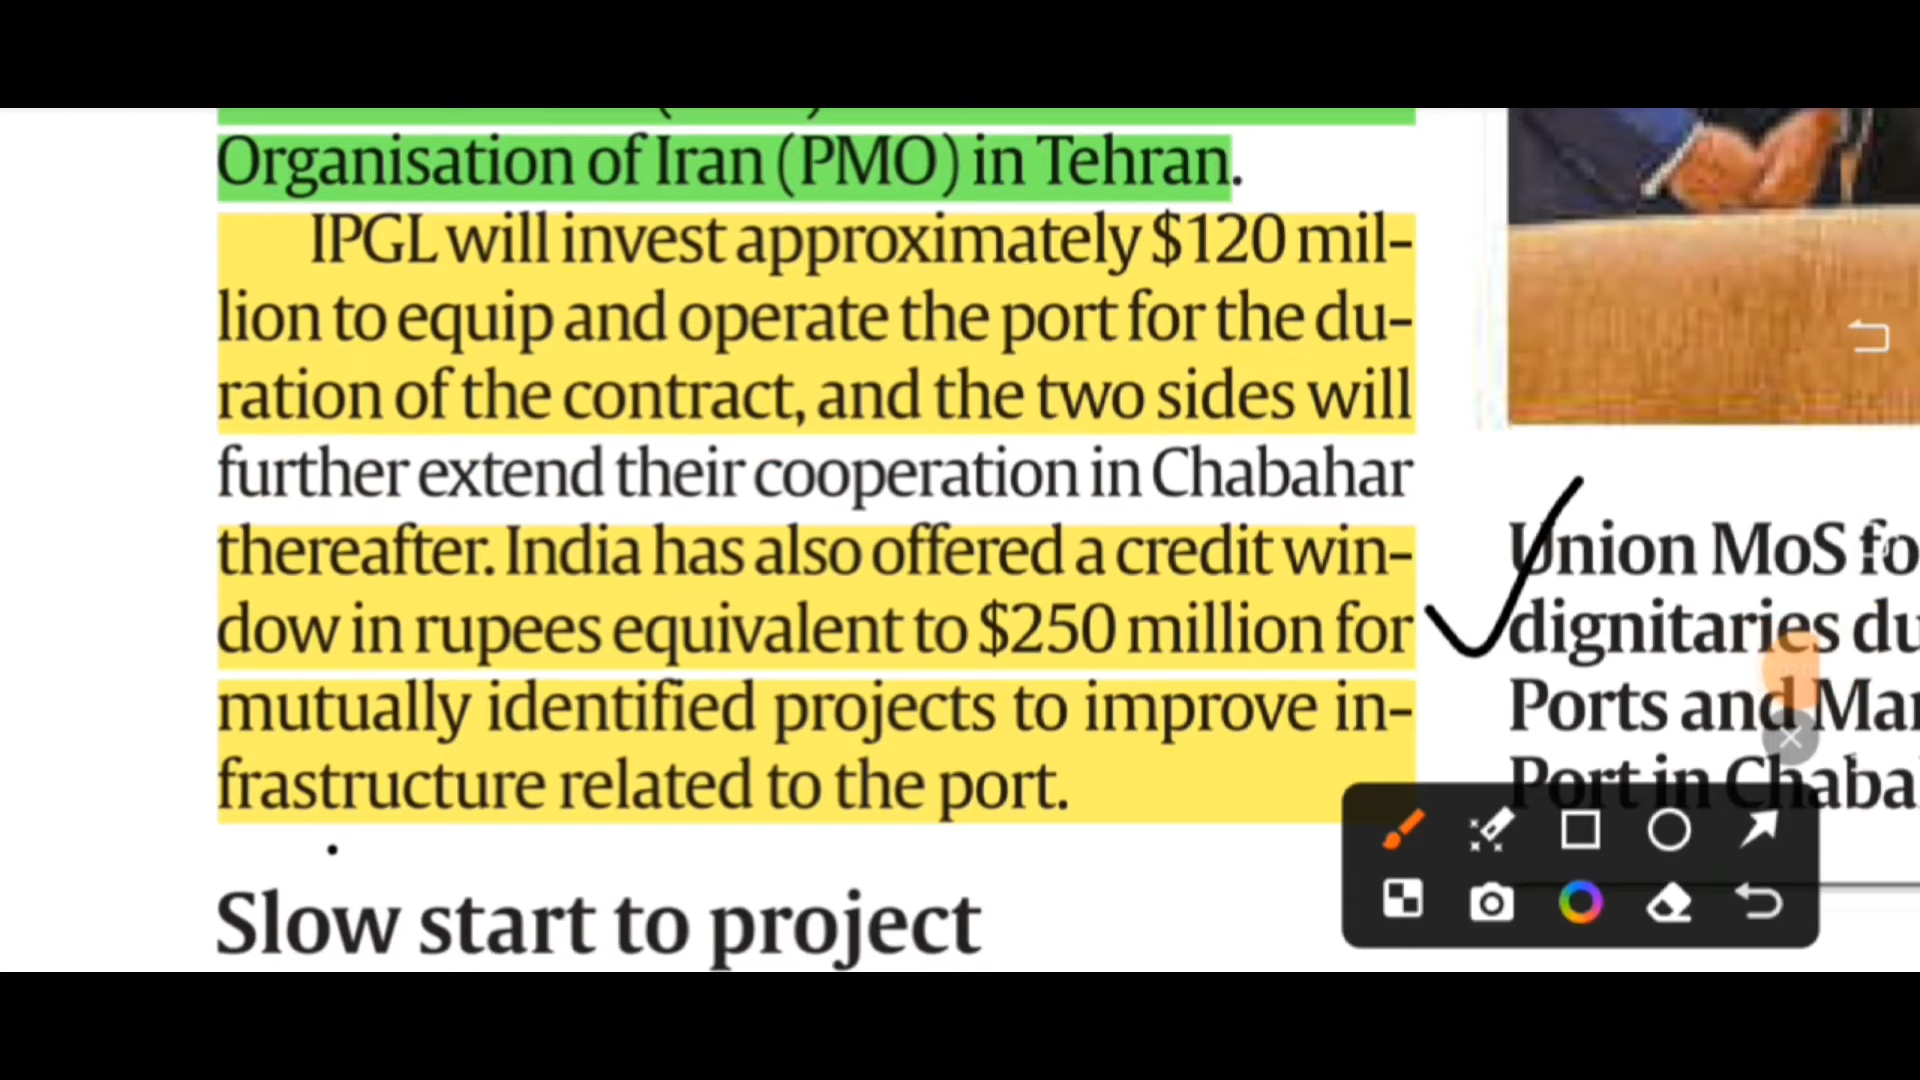 Organisation of Iran (PMO) in Tehran.
IPGL will invest approximately $120 mil-
lion to equip and operate the port for the du-
ration of the contract, and the two sides will
further extend their cooperation in Chabahar
thereafter. India has also offered a credit win-
dow in rupees equivalent to $250 million for
mutually identified projects to improve in-
frastructure related to the port.
Slow start to project
Union MoS fo
dignitaries du
Ports and Mar
Port in Chaba